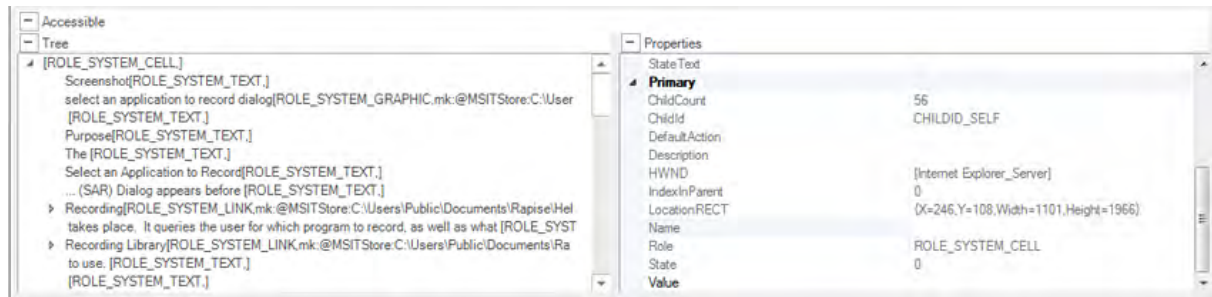 Accessible
Tree
[ROLE_SYSTEM_CELL,]
Screenshot[ROLE_SYSTEM_TEXT,]
select an application to record dialog[ROLE_SYSTEM_GRAPHIC,mk:@MSITStore:C:\User
[ROLE_SYSTEM_TEXT,]
Purpose[ROLE_SYSTEM_TEXT,]
The [ROLE_SYSTEM_TEXT,]
Select an Application to Record[ROLE_SYSTEM_TEXT,]
... (SAR) Dialog appears before [ROLE_SYSTEM_TEXT,]
Recording[ROLE_SYSTEM_LINK,mk:@MSITStore:C:\Users\Public\Documents\Rapise\Hel
takes place. It queries the user for which program to record, as well as what [ROLE_SYST
Recording Library[ROLE_SYSTEM_LINK,mk:@MSITStore:C:\Users\Public\Documents\Ra
to use. [ROLE_SYSTEM_TEXT,]
[ROLE_SYSTEM_TEXT,]
Properties
StateText
Primary
ChildCount 56
ChildId CHILDID_SELF
DefaultAction
Description
HWND [Internet Explorer_Server]
IndexInParent 0
LocationRECT {X=246,Y=108,Width=1101,Height=1966}
Name
Role ROLE_SYSTEM_CELL
State 0
Value